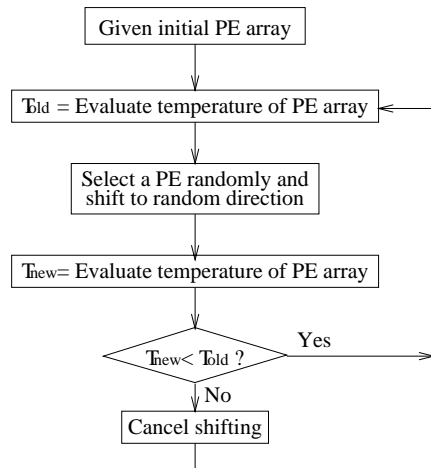 Given initial PE array
Told = Evaluate temperature of PE array
Select a PE randomly and
shift to random direction
Tnew= Evaluate temperature of PE array
Tnew< Told ?
Yes
No
Cancel shifting